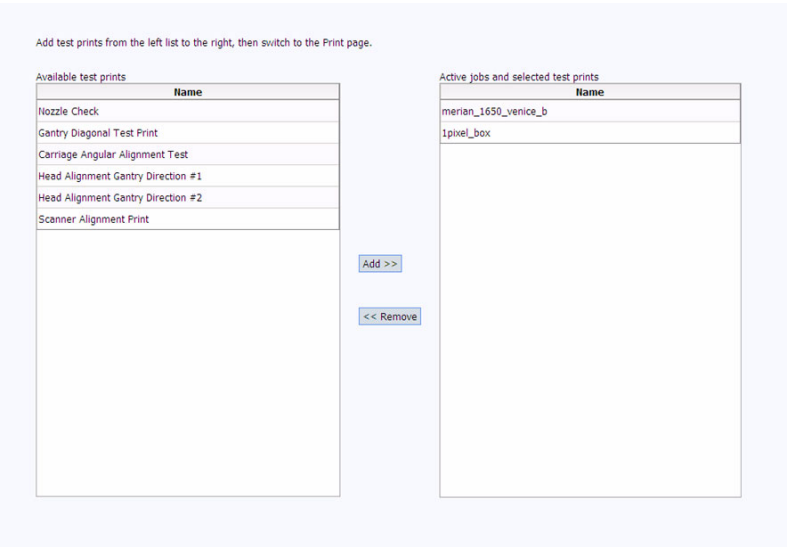 Add test prints from the left list to the right, then switch to the Print page.
Available test prints
Name
Nozzle Check
Gantry Diagonal Test Print
Carriage Angular Alignment Test
Head Alignment Gantry Direction #1
Head Alignment Gantry Direction #2
Scanner Alignment Print
Add >>
<< Remove
Active jobs and selected test prints
Name
merian_1650_venice_b
1pixel_box